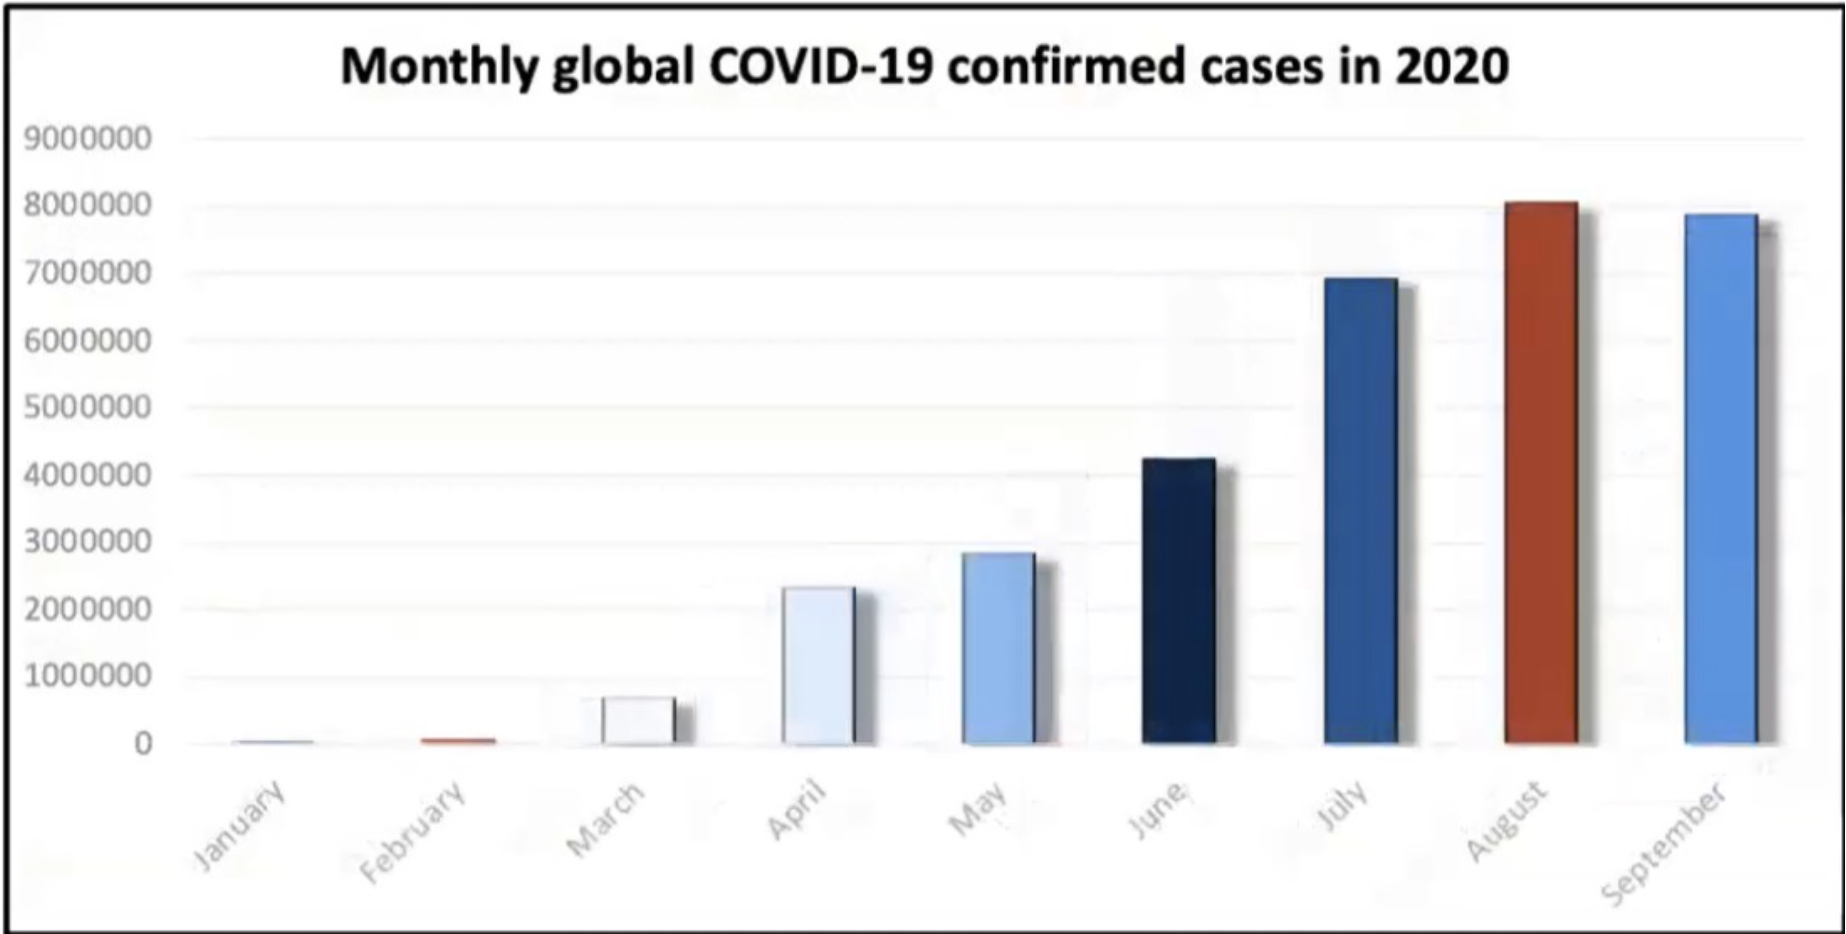 Monthly global COVID-19 confirmed cases in 2020
9000000
8000000
7000000
6000000
5000000
4000000
3000000
2000000
1000000
0
January
February
March
April
May
June
July
August
September